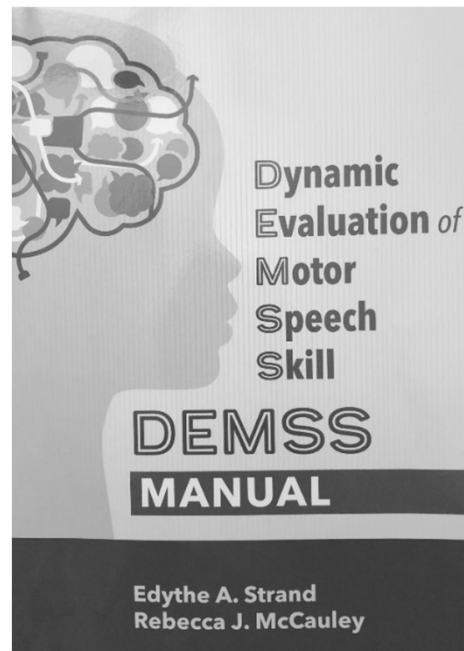 Dynamic
Evaluation of
Motor
Speech
Skill
DEMSS
MANUAL
Edythe A. Strand
Rebecca J. McCauley